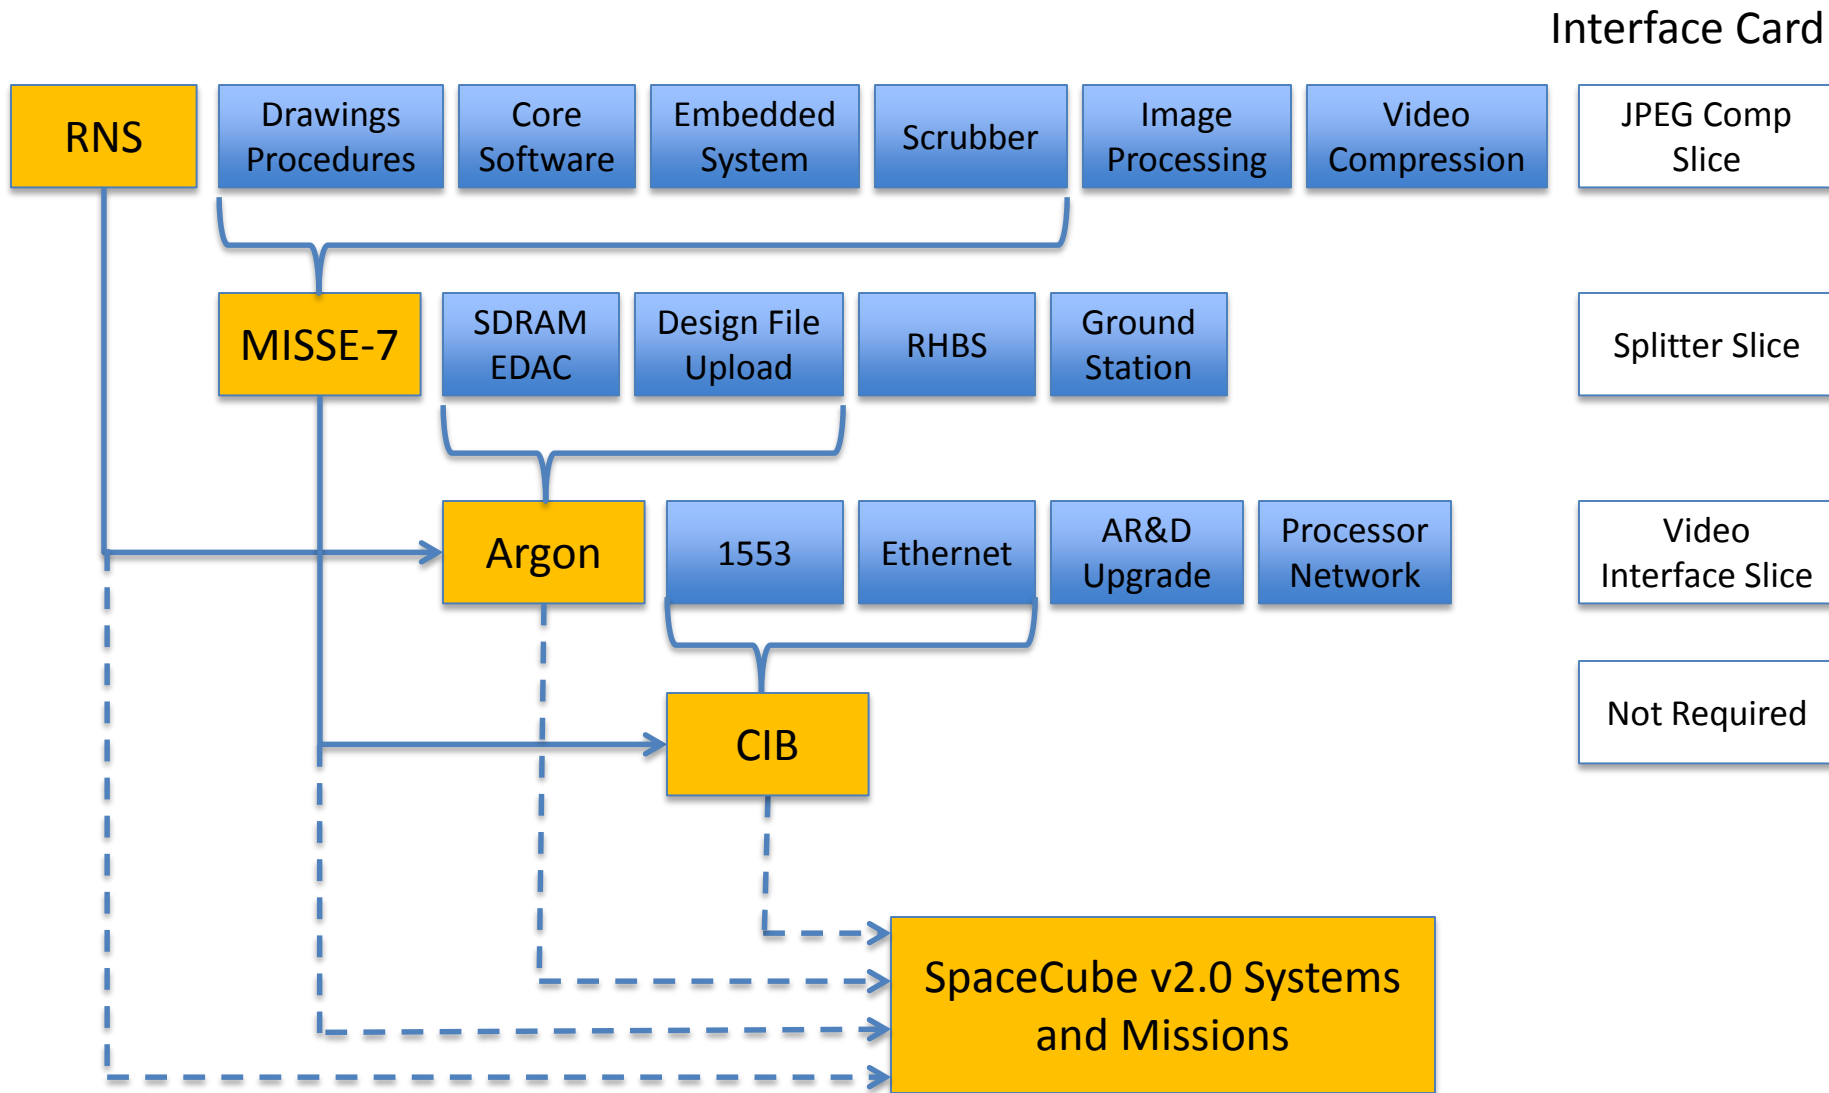 Interface Card
RNS
Drawings
Procedures
Core
Software
Embedded
System
Scrubber
Image
Processing
Video
Compression
JPEG Comp
Slice
MISSE-7
SDRAM
EDAC
Design File
Upload
RHBS
Ground
Station
Splitter Slice
Argon
1553
Ethernet
AR&D
Upgrade
Processor
Network
Video
Interface Slice
CIB
Not Required
SpaceCube v2.0 Systems
and Missions